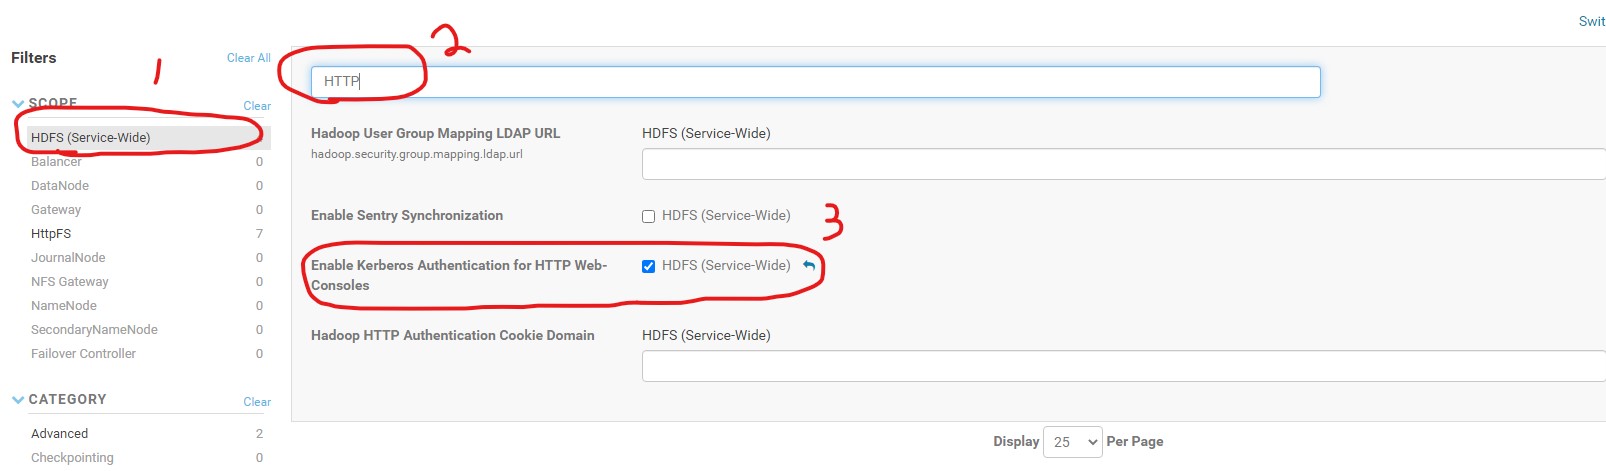 Swit
Filters
Clear All
1
2
HTTP
SCOPE
Clear
HDFS (Service-Wide)
Balancer 0
DataNode 0
Gateway 0
HttpFS 7
JournalNode 0
NFS Gateway 0
NameNode 0
SecondaryNameNode 0
Failover Controller 0
CATEGORY
Clear
Advanced 2
Checkpointing 0
Hadoop User Group Mapping LDAP URL
hadoop.security.group.mapping.ldap.url
HDFS (Service-Wide)
Enable Sentry Synchronization
HDFS (Service-Wide)
3
Enable Kerberos Authentication for HTTP Web-
Consoles
HDFS (Service-Wide)
Hadoop HTTP Authentication Cookie Domain
HDFS (Service-Wide)
Display 25 Per Page